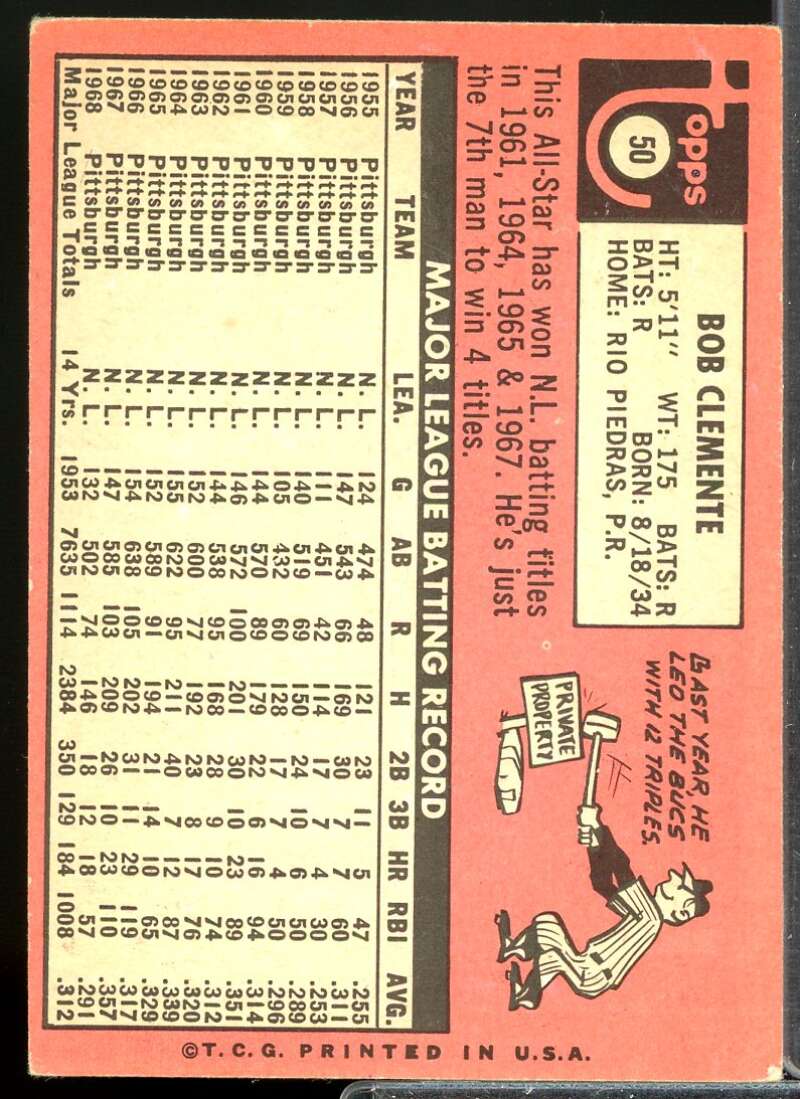 Topps
50
BOB CLEMENTE
HT: 5'11" WT: 175 BATS: R
BATS: R BORN: 8/18/34
HOME: RIO PIEDRAS, P.R.
This All-Star has won N.L. batting titles
in 1961, 1964, 1965 & 1967. He's just
the 7th man to win 4 titles.
LAST YEAR, HE
LED THE BUCS
WITH 12 TRIPLES.
PRIVATE
PROPERTY
MAJOR LEAGUE BATTING RECORD
YEAR TEAM LEA. G AB R H 2B 3B HR RBI AVG.
1955 Pittsburgh N.L. 124 474 48 121 23 11 5 47 .255
1956 Pittsburgh N.L. 147 543 66 169 30 7 7 60 .311
1957 Pittsburgh N.L. 111 451 42 114 17 7 4 30 .253
1958 Pittsburgh N.L. 140 519 69 150 24 10 6 50 .289
1959 Pittsburgh N.L. 105 432 60 128 17 7 4 50 .296
1960 Pittsburgh N.L. 144 570 89 179 22 6 16 94 .314
1961 Pittsburgh N.L. 146 572 100 201 30 10 23 89 .351
1962 Pittsburgh N.L. 144 538 95 168 28 9 10 74 .312
1963 Pittsburgh N.L. 152 600 77 192 23 8 17 76 .320
1964 Pittsburgh N.L. 155 622 95 211 40 7 12 87 .339
1965 Pittsburgh N.L. 152 589 91 194 21 14 10 65 .329
1966 Pittsburgh N.L. 154 638 105 202 31 11 29 119 .317
1967 Pittsburgh N.L. 147 585 103 209 26 10 23 110 .357
1968 Pittsburgh N.L. 132 502 74 146 18 12 18 57 .291
Major League Totals 14 Yrs. 1953 7635 1114 2384 350 129 184 1008 .312
©T.C.G. PRINTED IN U.S.A.